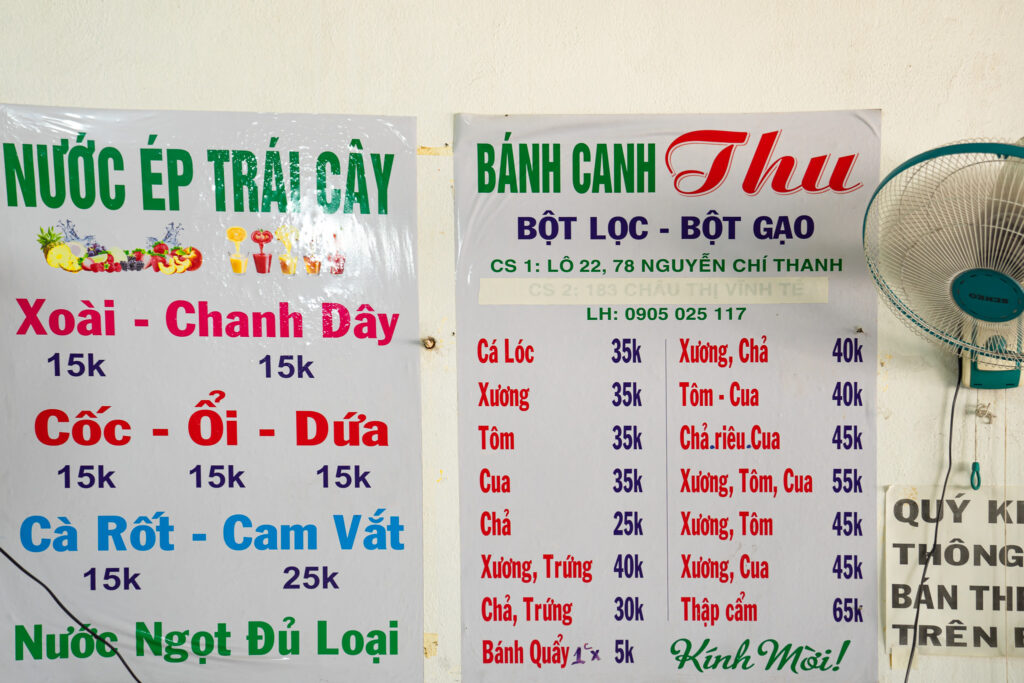 NƯỚC ÉP TRÁI CÂY
Xoài - Chanh Dây
15k 15k
Cốc - Ổi - Dứa
15k 15k 15k
Cà Rốt - Cam Vắt
15k 25k
Nước Ngọt Đủ Loại
BÁNH CANH Thu
BỘT LỌC - BỘT GẠO
CS 1: LÔ 22, 78 NGUYỄN CHÍ THANH
CS 2: 183 CHÂU THỊ VĨNH TẾ
LH: 0905 025 117
Cá Lóc 35k
Xương 35k
Tôm 35k
Cua 35k
Chả 25k
Xương, Trứng 40k
Chả, Trứng 30k
Bánh Quẩy 1c x 5k
Xương, Chả 40k
Tôm - Cua 40k
Chả.riêu.Cua 45k
Xương, Tôm, Cua 55k
Xương, Tôm 45k
Xương, Cua 45k
Thập cẩm 65k
Kính Mời!
SENKO
QUÝ K
THÔNG
BÁN TH
TRÊN